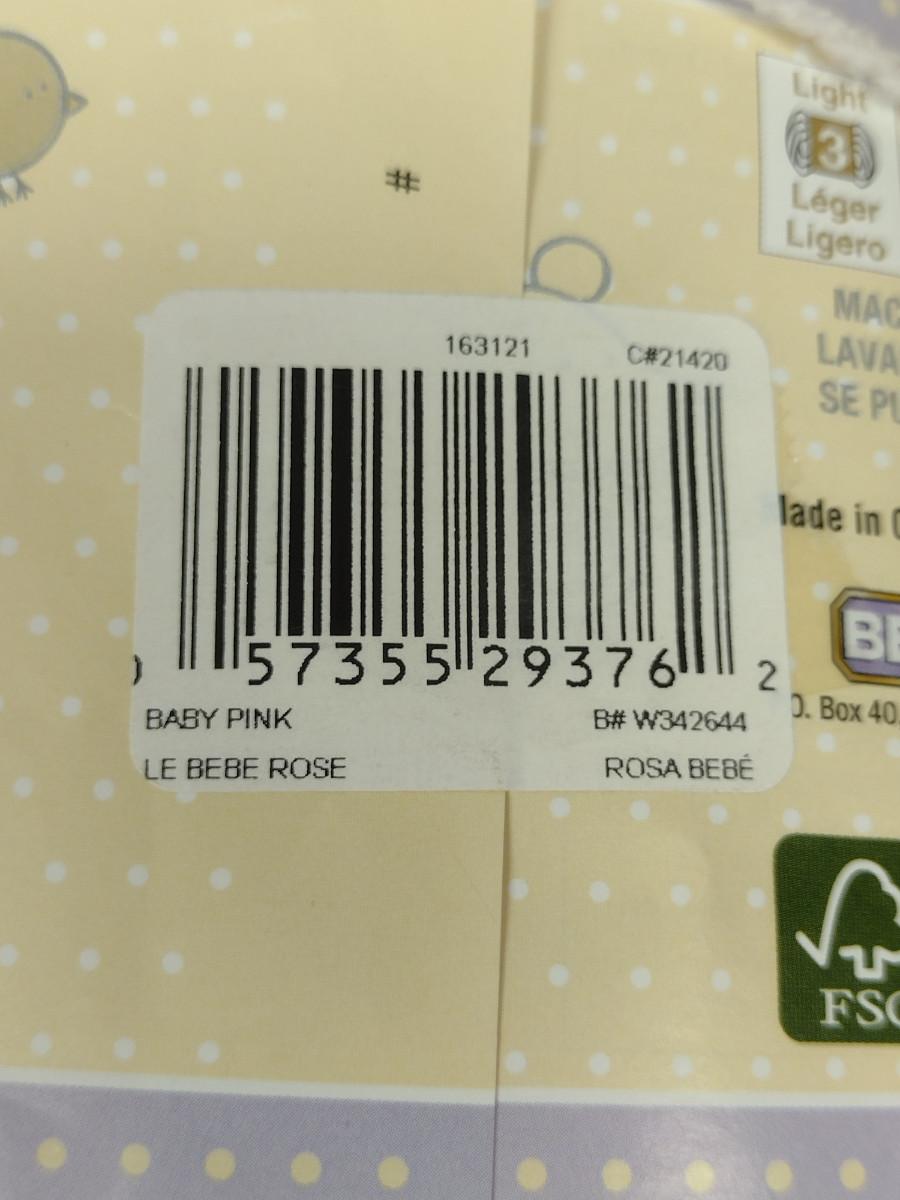 Light
3
Léger
Ligero
#
MAC
LAVA
SE PU
163121 C#21420
lade in
57355 29376 2
BE
BABY PINK B# W342644
O. Box 40,
LE BEBE ROSE ROSA BEBÉ
FSC